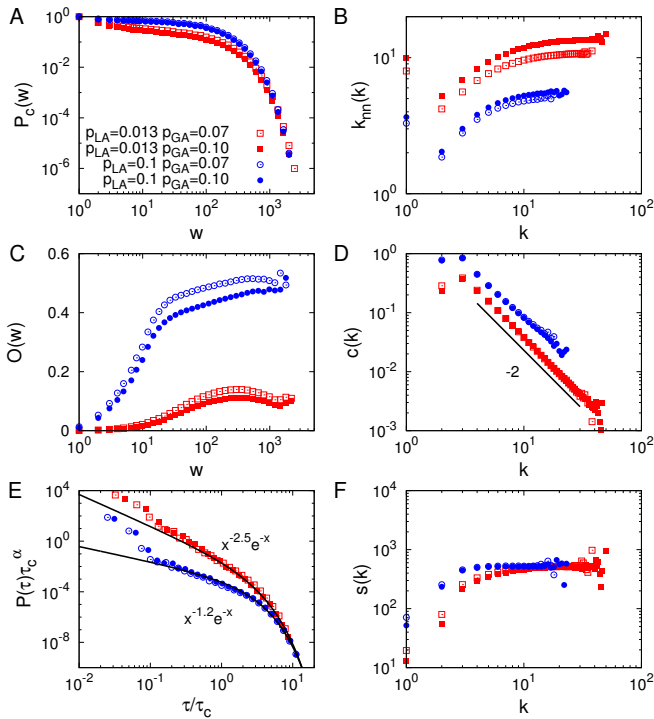 A
P_c(w)
10^0
10^-2
10^-4
10^-6
p_LA=0.013 p_GA=0.07
p_LA=0.013 p_GA=0.10
p_LA=0.1 p_GA=0.07
p_LA=0.1 p_GA=0.10
10^0 10^1 10^2 10^3
w
B
k_nn(k)
10^1
10^0
10^0 10^1 10^2
k
C
O(w)
0.6
0.4
0.2
0
10^0 10^1 10^2 10^3
w
D
c(k)
10^0
10^-1
10^-2
10^-3
-2
10^0 10^1 10^2
k
E
P(τ)τ_c^α
10^4
10^0
10^-4
10^-8
x^-2.5e^-x
x^-1.2e^-x
10^-2 10^-1 10^0 10^1
τ/τ_c
F
s(k)
10^4
10^3
10^2
10^1
10^0 10^1 10^2
k